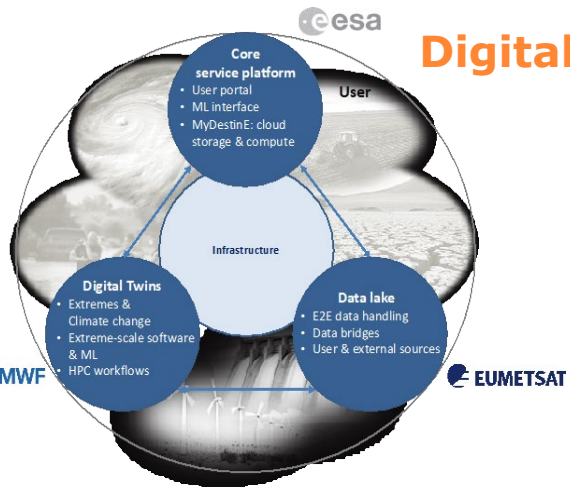 esa
Digital
Core
service platform
• User portal
• ML interface
• MyDestinE: cloud
storage & compute
User
Infrastructure
Digital Twins
• Extremes &
Climate change
• Extreme-scale software
& ML
• HPC workflows
Data lake
• E2E data handling
• Data bridges
• User & external sources
MWF
EUMETSAT